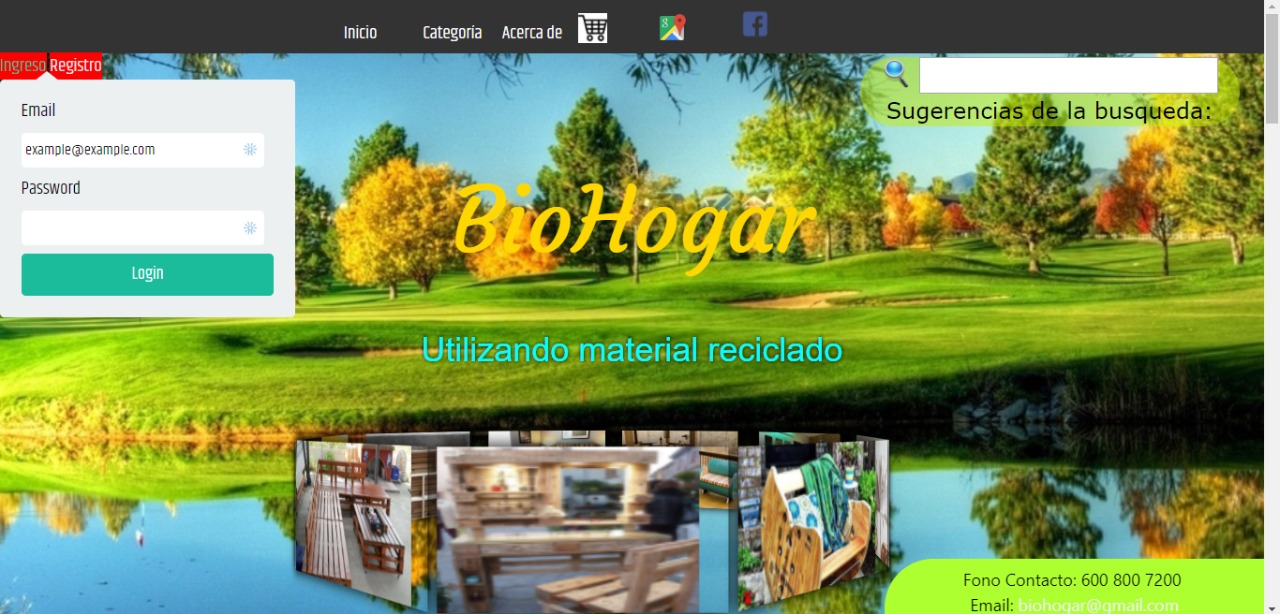 Inicio Categoría Acerca de
Ingreso Registro
Sugerencias de la busqueda:
Email
example@example.com
Password
Login
BioHogar
Utilizando material reciclado
Fono Contacto: 600 800 7200
Email: biohogar@gmail.com